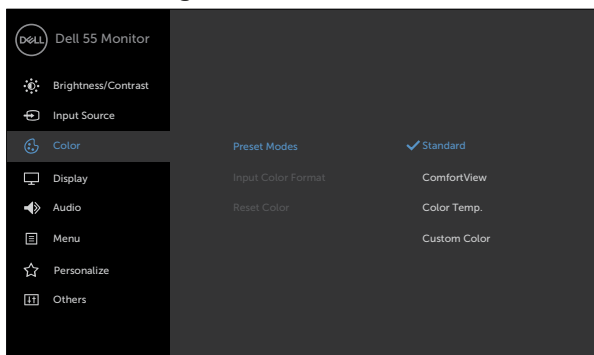 DELL Dell 55 Monitor
Brightness/Contrast
Input Source
Color Preset Modes Standard
Display Input Color Format ComfortView
Audio Reset Color Color Temp.
Menu Custom Color
Personalize
Others